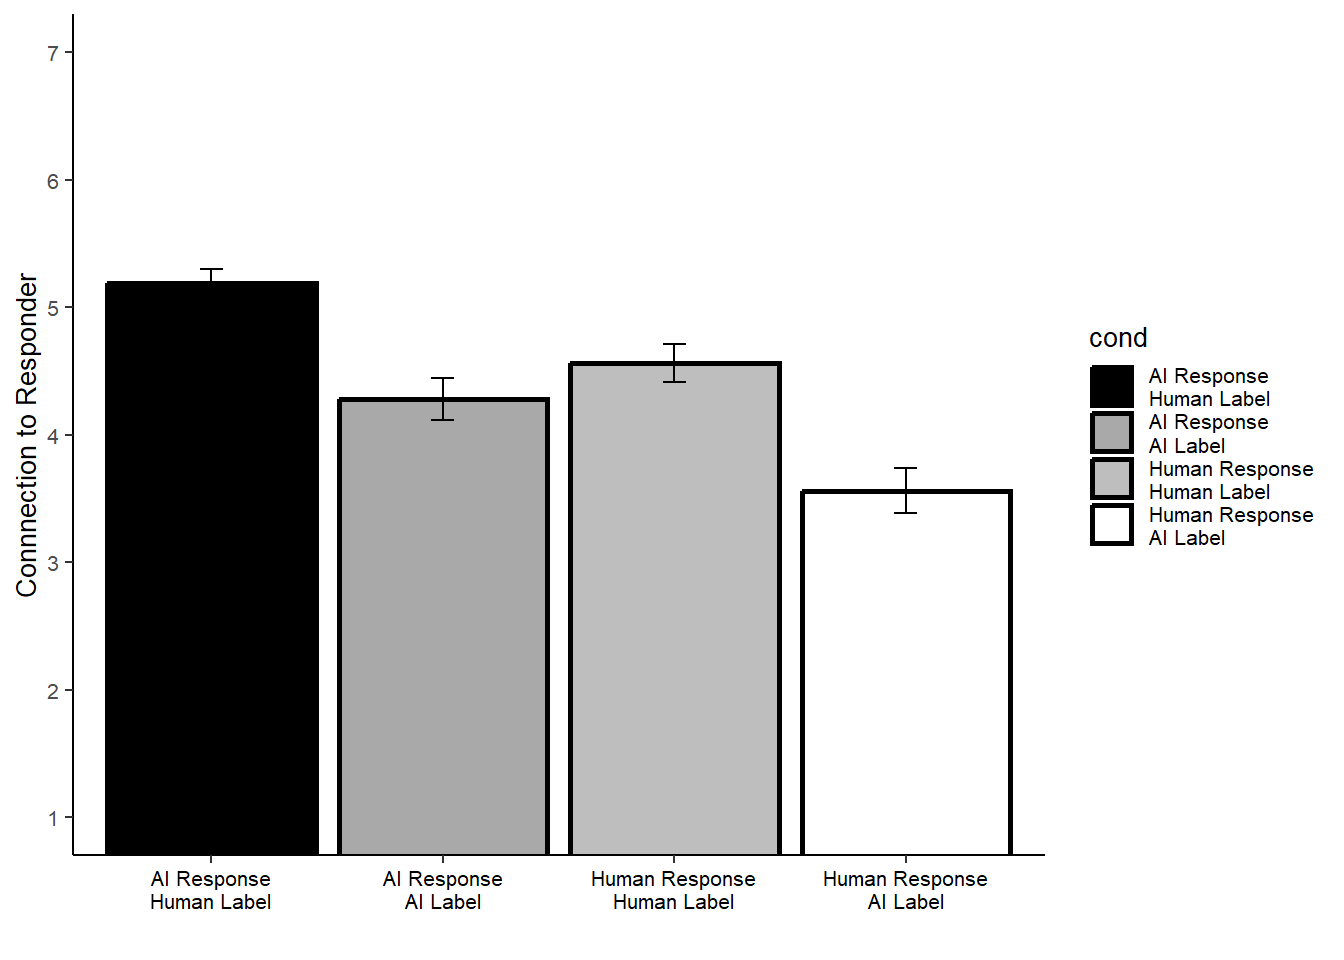 7
6
5
4
3
2
1
Connnection to Responder
AI Response
Human Label
AI Response
AI Label
Human Response
Human Label
Human Response
AI Label
cond
AI Response
Human Label
AI Response
AI Label
Human Response
Human Label
Human Response
AI Label